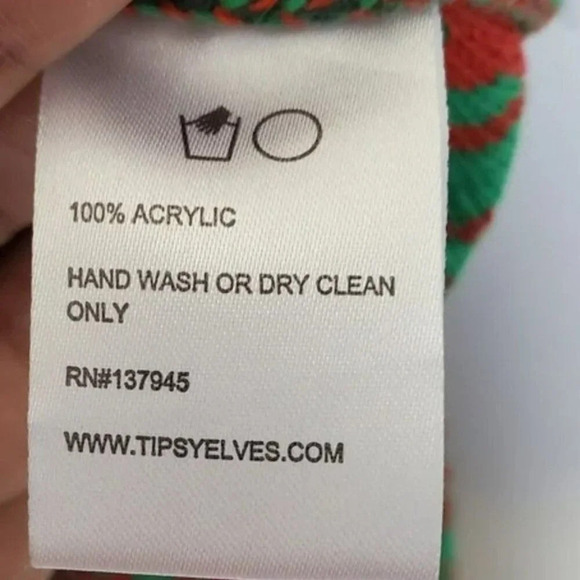 100% ACRYLIC
HAND WASH OR DRY CLEAN
ONLY
RN#137945
WWW.TIPSYELVES.COM